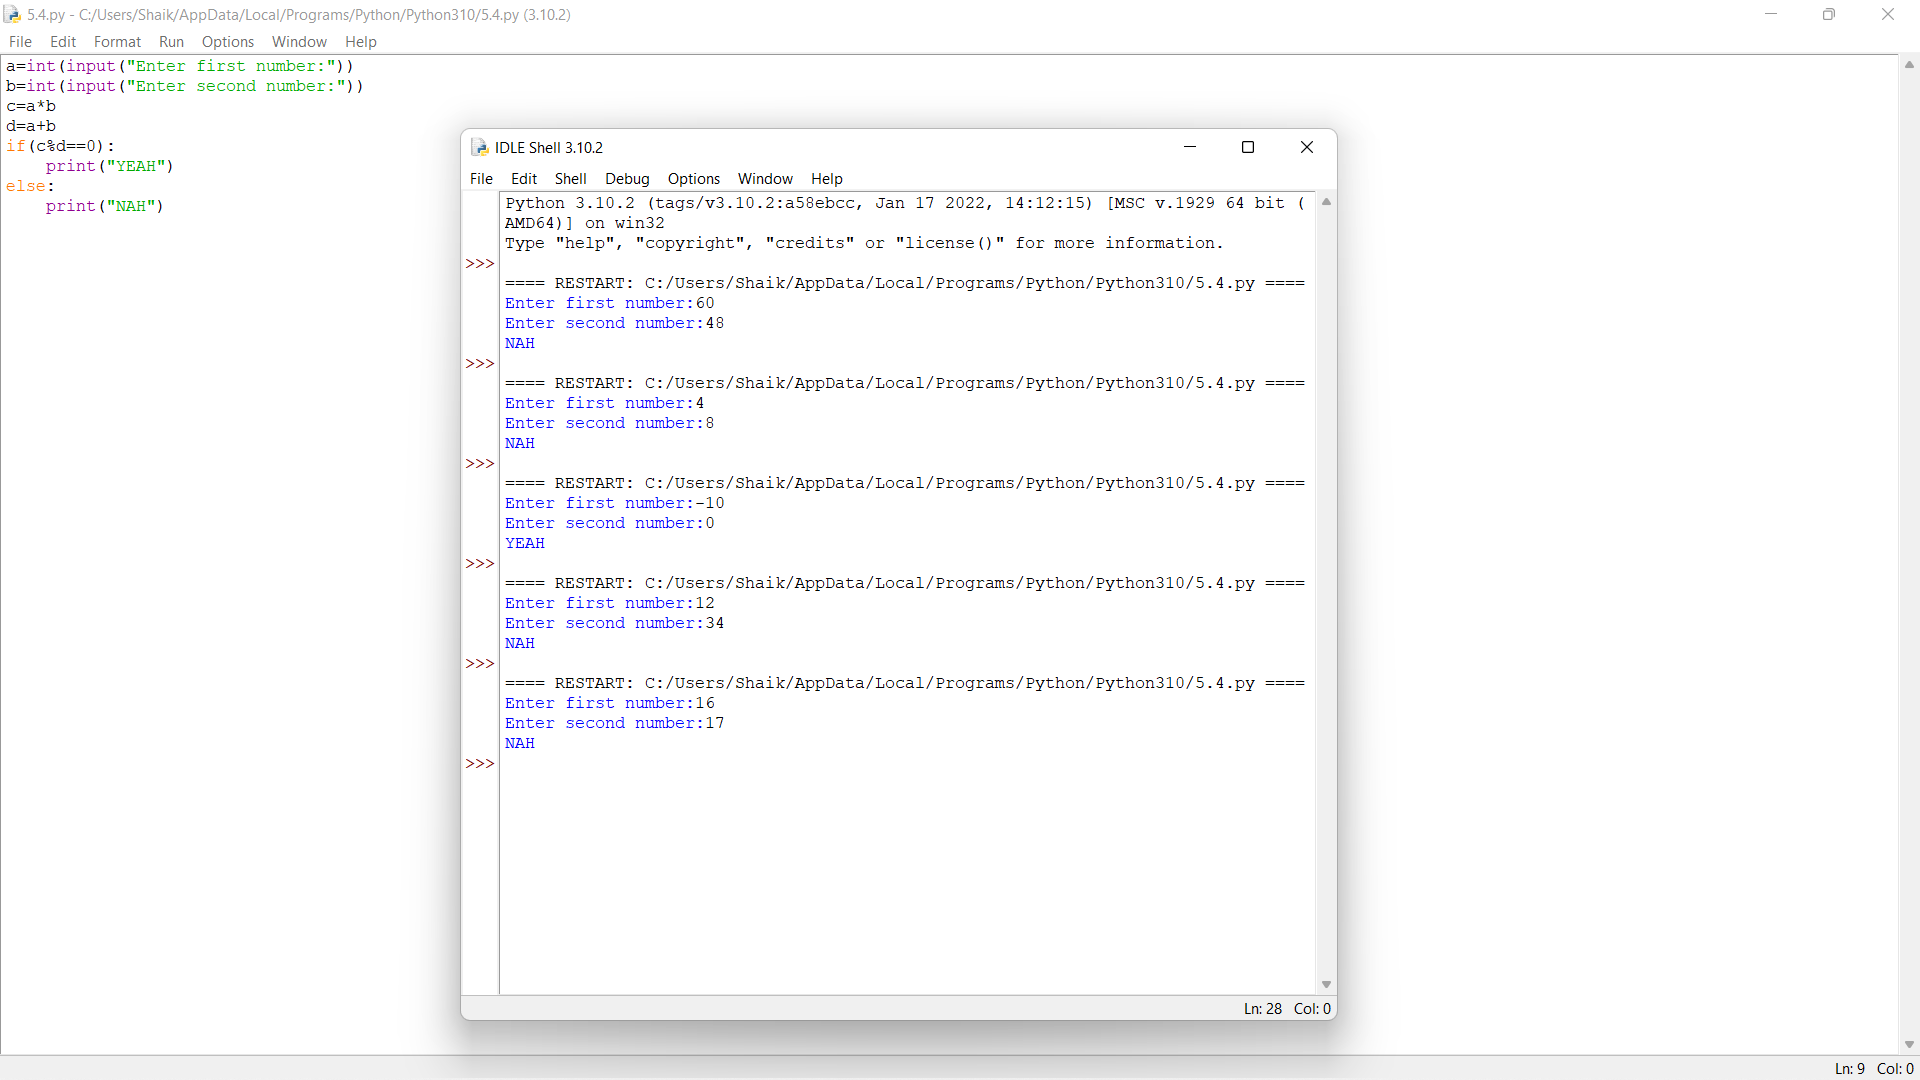 5.4.py - C:/Users/Shaik/AppData/Local/Programs/Python/Python310/5.4.py (3.10.2)
File Edit Format Run Options Window Help
a=int(input("Enter first number:"))
b=int(input("Enter second number:"))
c=a*b
d=a+b
if(c%d==0):
    print("YEAH")
else:
    print("NAH")
IDLE Shell 3.10.2
File Edit Shell Debug Options Window Help
Python 3.10.2 (tags/v3.10.2:a58ebcc, Jan 17 2022, 14:12:15) [MSC v.1929 64 bit (
AMD64)] on win32
Type "help", "copyright", "credits" or "license()" for more information.
>>>
==== RESTART: C:/Users/Shaik/AppData/Local/Programs/Python/Python310/5.4.py ====
Enter first number:60
Enter second number:48
NAH
>>>
==== RESTART: C:/Users/Shaik/AppData/Local/Programs/Python/Python310/5.4.py ====
Enter first number:4
Enter second number:8
NAH
>>>
==== RESTART: C:/Users/Shaik/AppData/Local/Programs/Python/Python310/5.4.py ====
Enter first number:-10
Enter second number:0
YEAH
>>>
==== RESTART: C:/Users/Shaik/AppData/Local/Programs/Python/Python310/5.4.py ====
Enter first number:12
Enter second number:34
NAH
>>>
==== RESTART: C:/Users/Shaik/AppData/Local/Programs/Python/Python310/5.4.py ====
Enter first number:16
Enter second number:17
NAH
>>>
Ln: 28 Col: 0
Ln: 9 Col: 0